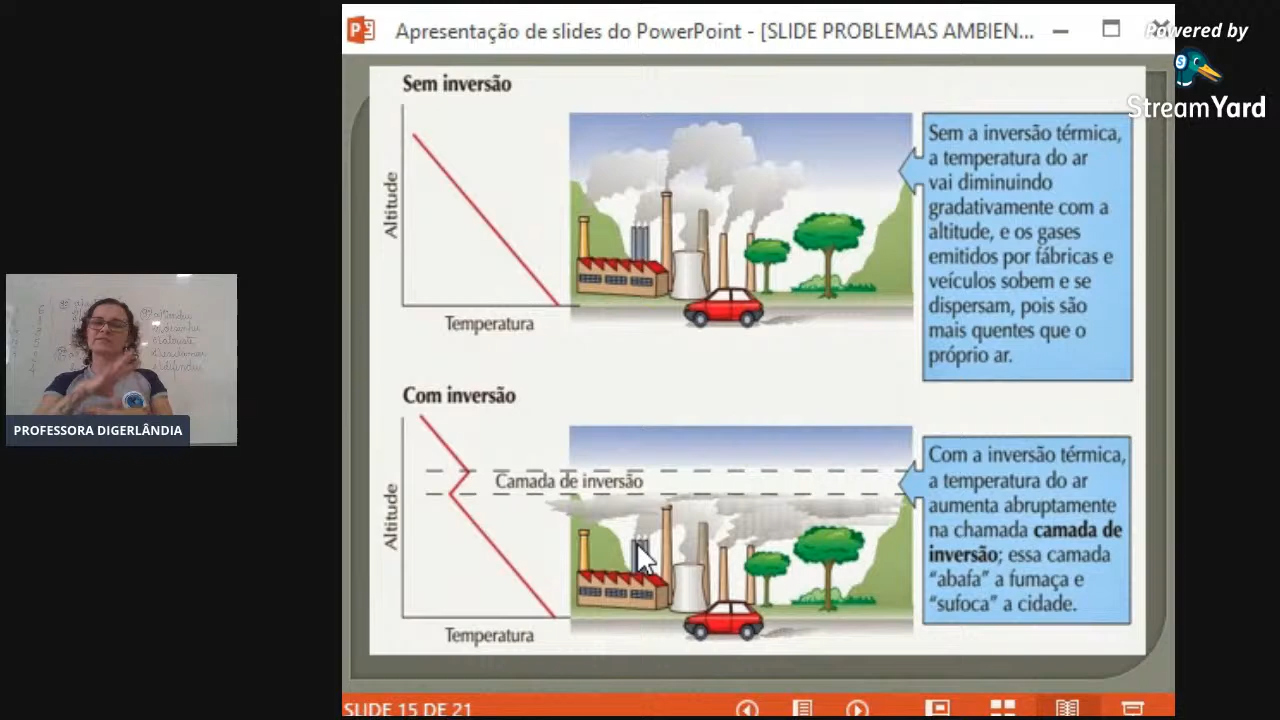 Apresentação de slides do PowerPoint - [SLIDE PROBLEMAS AMBIEN...
Powered by
StreamYard
Sem inversão
Altitude
Temperatura
Sem a inversão térmica,
a temperatura do ar
vai diminuindo
gradativamente com a
altitude, e os gases
emitidos por fábricas e
veículos sobem e se
dispersam, pois são
mais quentes que o
próprio ar.
PROFESSORA DIGERLÂNDIA
Com inversão
Altitude
Camada de inversão
Temperatura
Com a inversão térmica,
a temperatura do ar
aumenta abruptamente
na chamada camada de
inversão; essa camada
“abafa” a fumaça e
“sufoca” a cidade.
SLIDE 15 DE 21